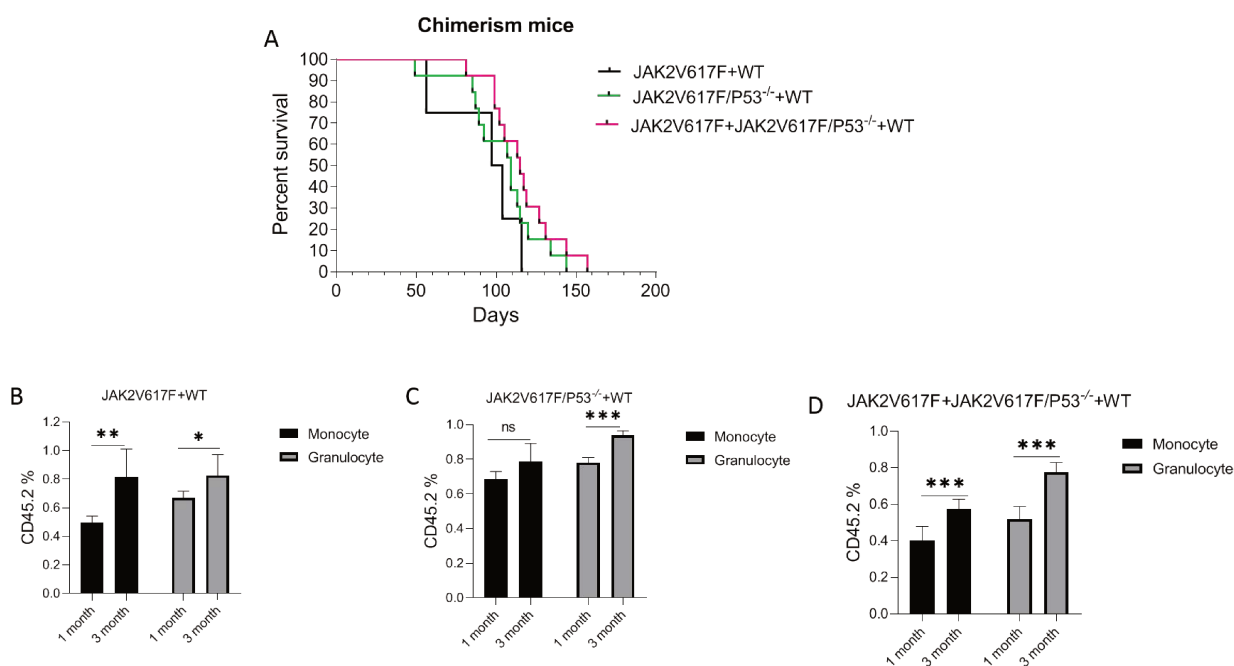 Chimerism mice
A
Percent survival
100
90
80
70
60
50
40
30
20
10
0
0 50 100 150 200
Days
JAK2V617F+WT
JAK2V617F/P53-/-+WT
JAK2V617F+JAK2V617F/P53-/-+WT
B
JAK2V617F+WT
CD45.2 %
1.2
1.0
0.8
0.6
0.4
0.2
0.0
** *
1 month 3 month 1 month 3 month
Monocyte
Granulocyte
C
JAK2V617F/P53-/-+WT
CD45.2 %
1.0
0.8
0.6
0.4
0.2
0.0
ns ***
1 month 3 month 1 month 3 month
Monocyte
Granulocyte
D
JAK2V617F+JAK2V617F/P53-/-+WT
CD45.2 %
1.0
0.8
0.6
0.4
0.2
0.0
*** ***
1 month 3 month 1 month 3 month
Monocyte
Granulocyte